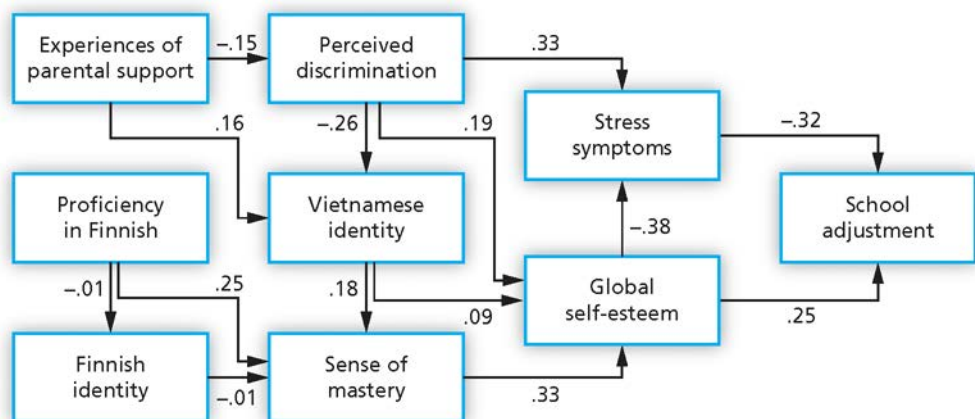 Experiences of
parental support
–.15
Perceived
discrimination
.33
.16
–.26
.19
Stress
symptoms
–.32
Proficiency
in Finnish
Vietnamese
identity
School
adjustment
–.38
–.01
.25
.18
.09
Global
self-esteem
.25
Finnish
identity
–.01
Sense of
mastery
.33